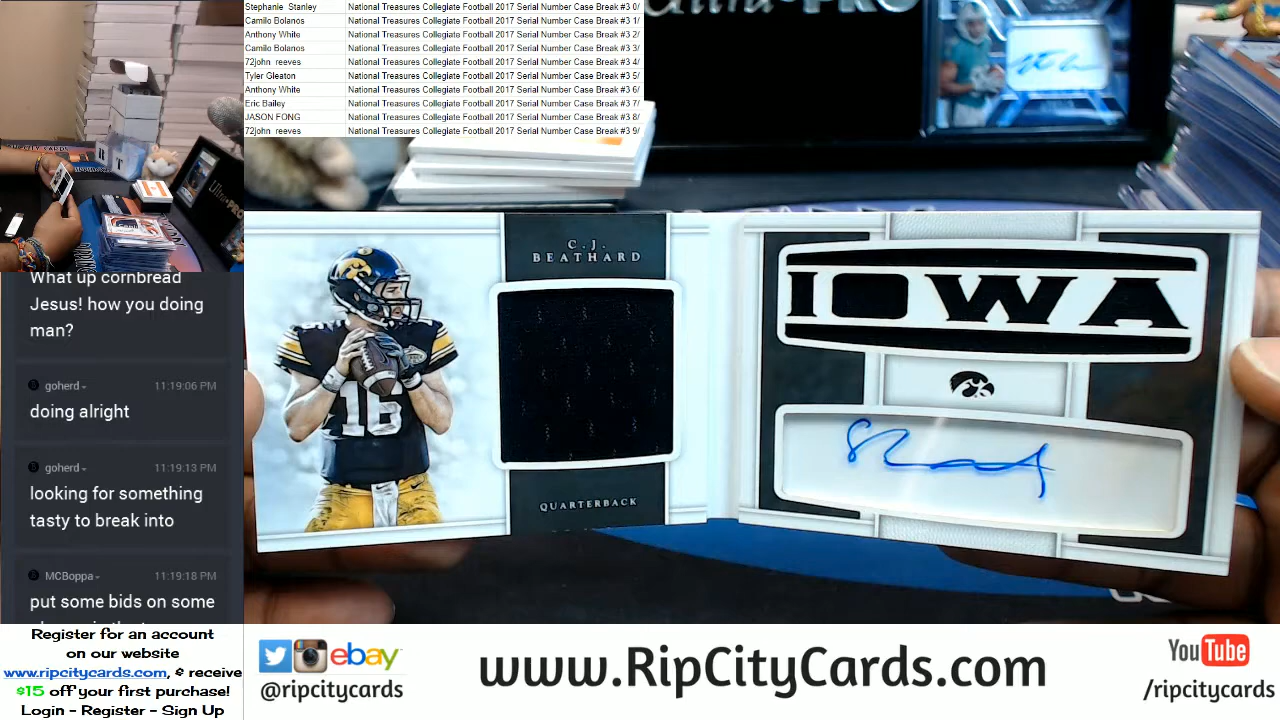 Stephanie Stanley National Treasures Collegiate Football 2017 Serial Number Case Break #3 0/
Camilo Bolanos National Treasures Collegiate Football 2017 Serial Number Case Break #3 1/
Anthony White National Treasures Collegiate Football 2017 Serial Number Case Break #3 2/
Camilo Bolanos National Treasures Collegiate Football 2017 Serial Number Case Break #3 3/
72john reeves National Treasures Collegiate Football 2017 Serial Number Case Break #3 4/
Tyler Gleaton National Treasures Collegiate Football 2017 Serial Number Case Break #3 5/
Anthony White National Treasures Collegiate Football 2017 Serial Number Case Break #3 6/
Eric Bailey National Treasures Collegiate Football 2017 Serial Number Case Break #3 7/
JASON FONG National Treasures Collegiate Football 2017 Serial Number Case Break #3 8/
72john reeves National Treasures Collegiate Football 2017 Serial Number Case Break #3 9/
Ultra PRO
What up cornbread
Jesus! how you doing
man?
goherd 11:19:06 PM
doing alright
goherd 11:19:13 PM
looking for something
tasty to break into
MCBoppa 11:19:18 PM
put some bids on some
C.J.
BEATHARD
16
QUARTERBACK
IOWA
Register for an account
on our website
www.ripcitycards.com, & receive
$15 off your first purchase!
Login - Register - Sign Up
ebay
@ripcitycards
www.RipCityCards.com
YouTube
/ripcitycards